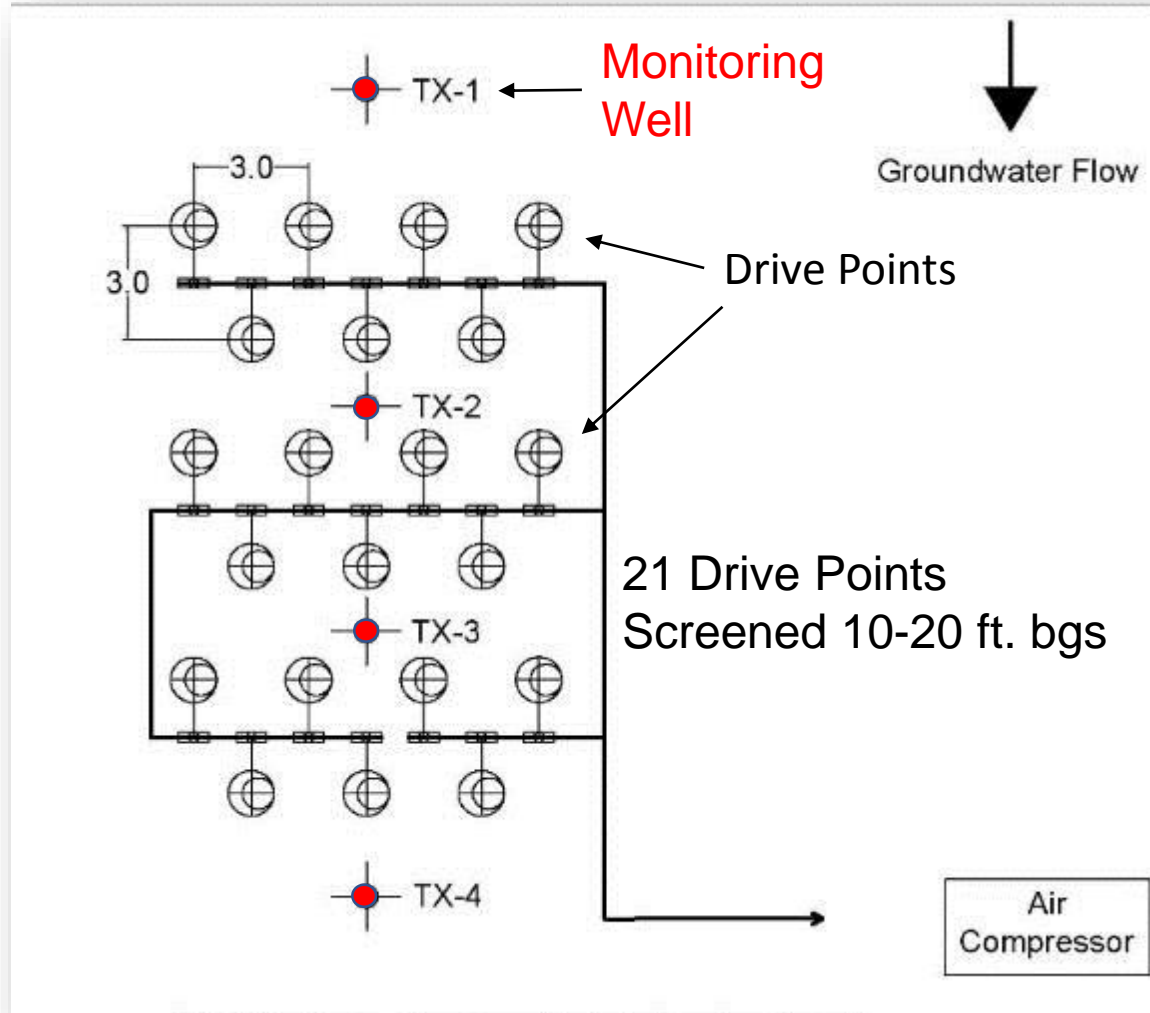 TX-1
Monitoring
Well
Groundwater Flow
3.0
3.0
Drive Points
TX-2
21 Drive Points
Screened 10-20 ft. bgs
TX-3
TX-4
Air
Compressor